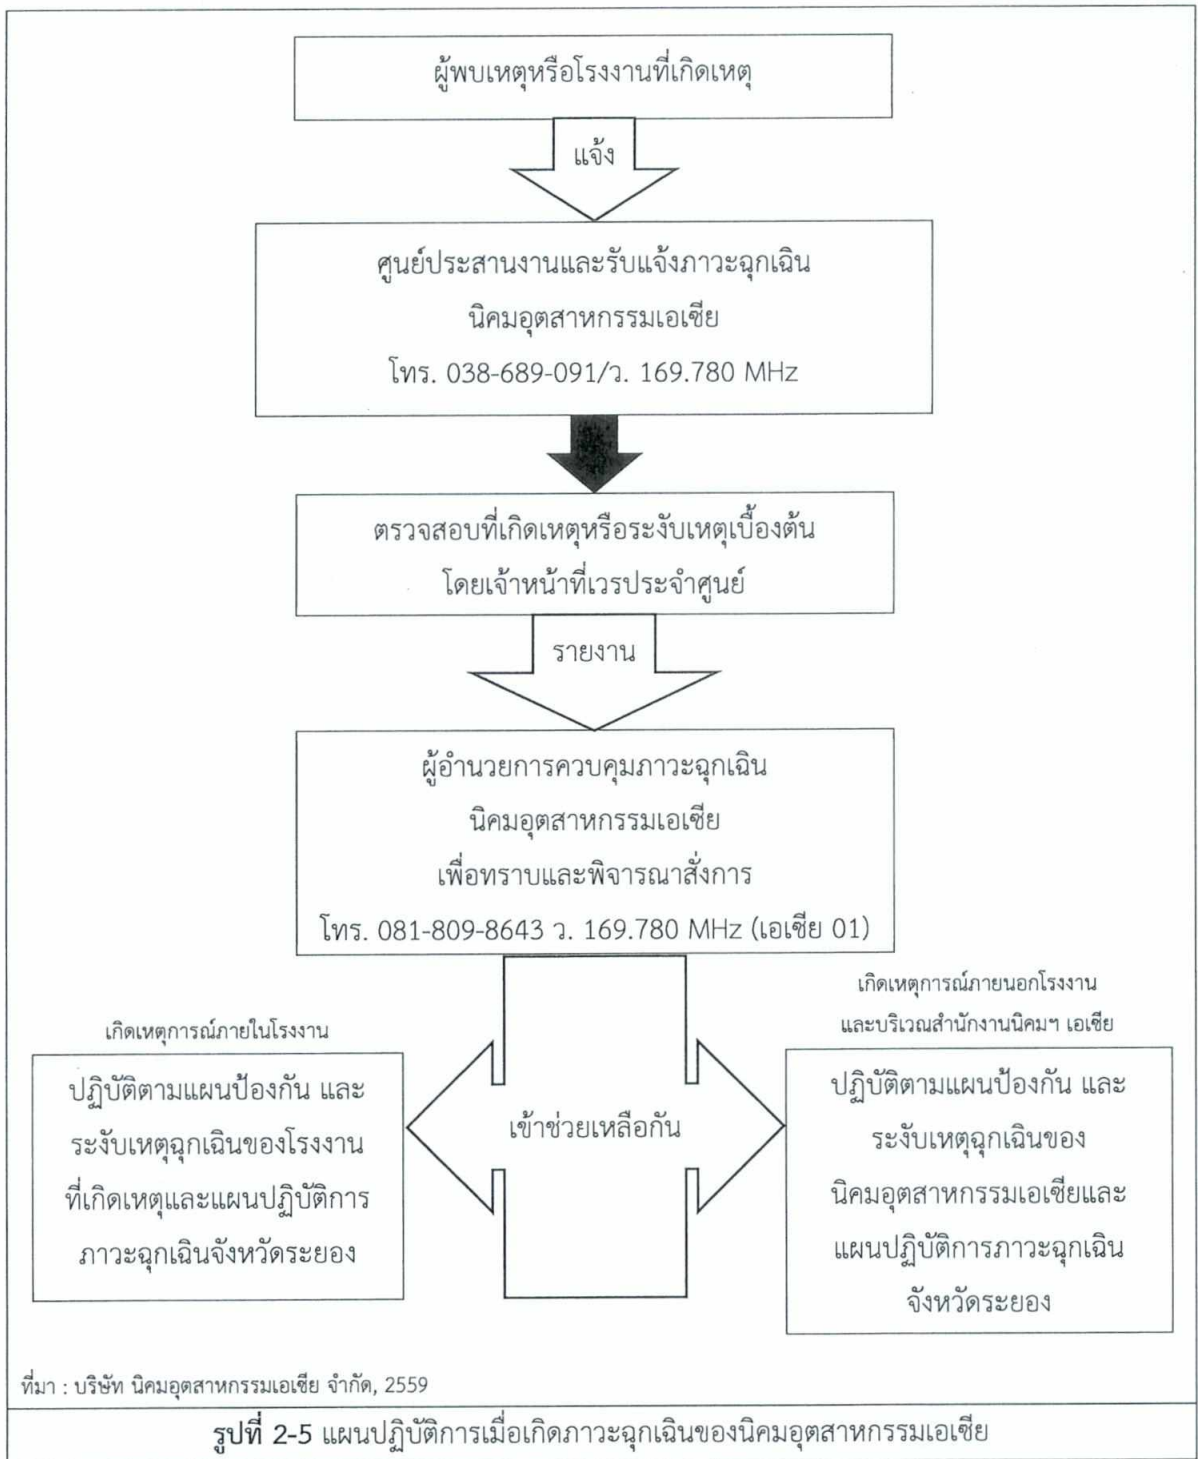 ผู้พบเหตุหรือโรงงานที่เกิดเหตุ
แจ้ง
ศูนย์ประสานงานและรับแจ้งภาวะฉุกเฉิน
นิคมอุตสาหกรรมเอเซีย
โทร. 038-689-091/ว. 169.780 MHz
ตรวจสอบที่เกิดเหตุหรือระงับเหตุเบื้องต้น
โดยเจ้าหน้าที่เวรประจำศูนย์
รายงาน
ผู้อำนวยการควบคุมภาวะฉุกเฉิน
นิคมอุตสาหกรรมเอเซีย
เพื่อทราบและพิจารณาสั่งการ
โทร. 081-809-8643 ว. 169.780 MHz (เอเซีย 01)
เกิดเหตุการณ์ภายในโรงงาน
ปฏิบัติตามแผนป้องกัน และ
ระงับเหตุฉุกเฉินของโรงงาน
ที่เกิดเหตุและแผนปฏิบัติการ
ภาวะฉุกเฉินจังหวัดระยอง
เข้าช่วยเหลือกัน
เกิดเหตุการณ์ภายนอกโรงงาน
และบริเวณสำนักงานนิคมฯ เอเซีย
ปฏิบัติตามแผนป้องกัน และ
ระงับเหตุฉุกเฉินของ
นิคมอุตสาหกรรมเอเซียและ
แผนปฏิบัติการภาวะฉุกเฉิน
จังหวัดระยอง
ที่มา : บริษัท นิคมอุตสาหกรรมเอเซีย จำกัด, 2559
รูปที่ 2-5 แผนปฏิบัติการเมื่อเกิดภาวะฉุกเฉินของนิคมอุตสาหกรรมเอเซีย